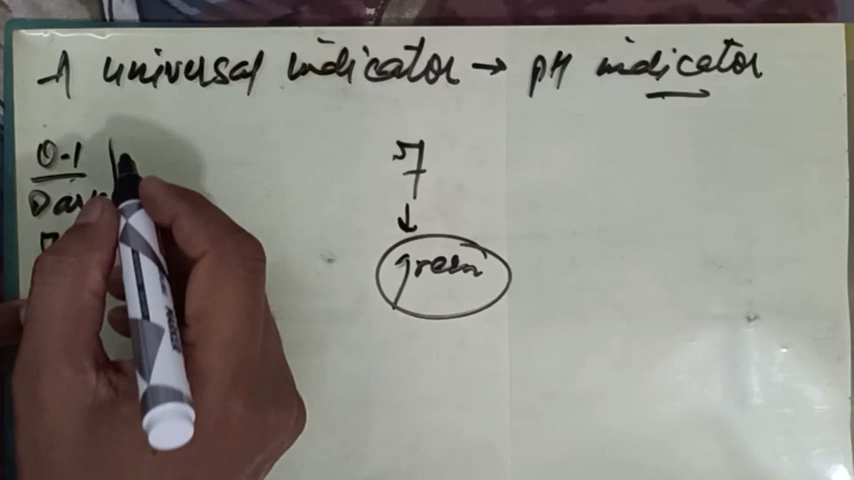 A universal indicator → pH indicator
0-1
7
↓
green